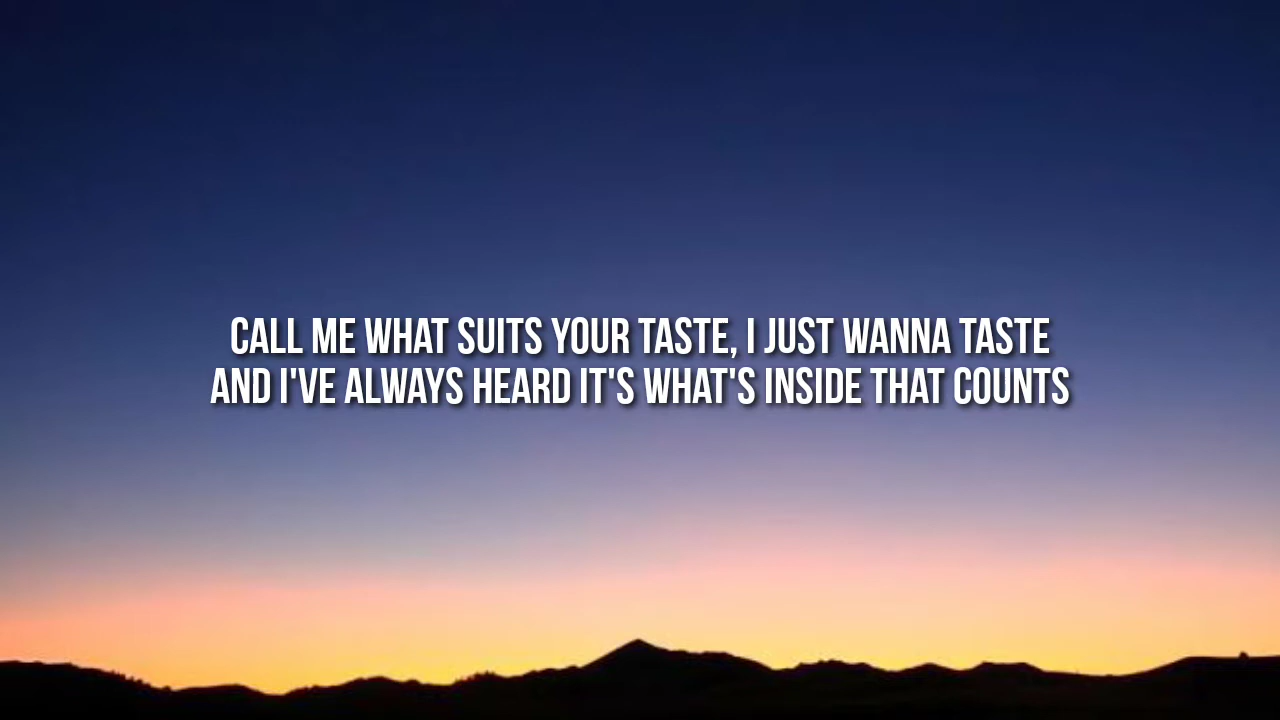 CALL ME WHAT SUITS YOUR TASTE, I JUST WANNA TASTE
AND I'VE ALWAYS HEARD IT'S WHAT'S INSIDE THAT COUNTS